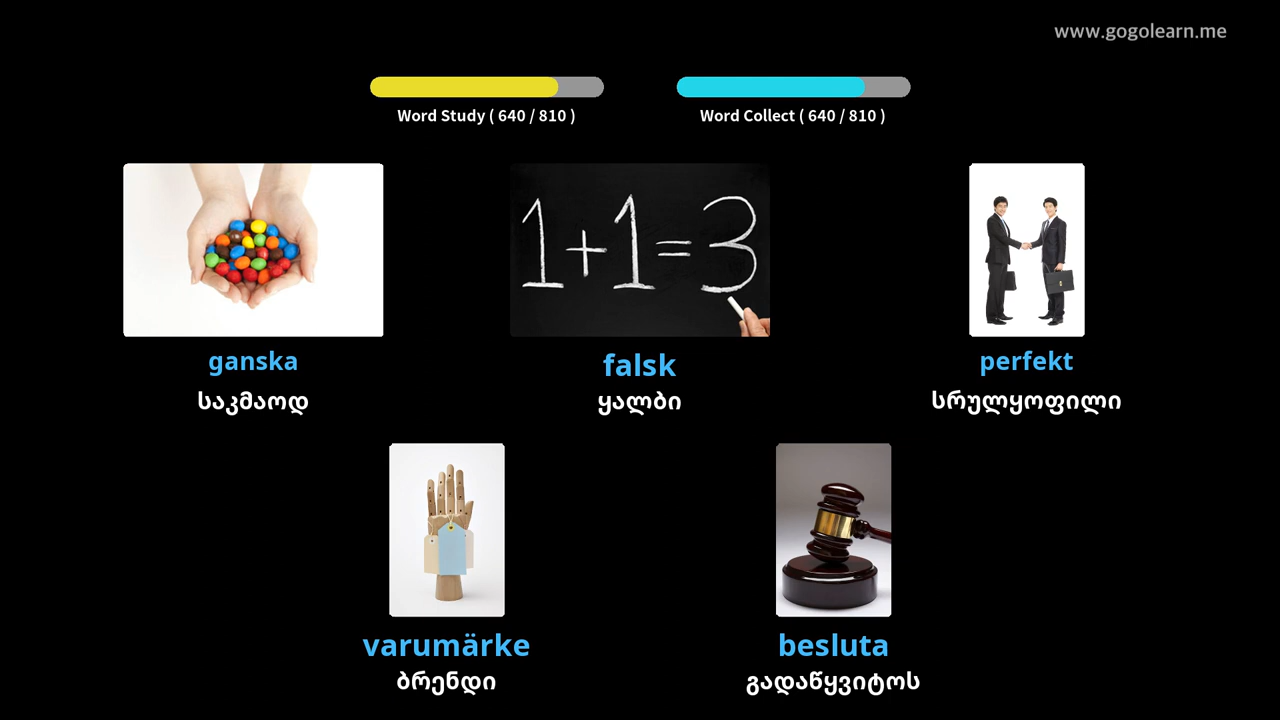 www.gogolearn.me
Word Study ( 640 / 810 )
Word Collect ( 640 / 810 )
1+1=3
ganska
falsk
perfekt
საკმაოდ
ყალბი
სრულყოფილი
varumärke
besluta
ბრენდი
გადაწყვიტოს